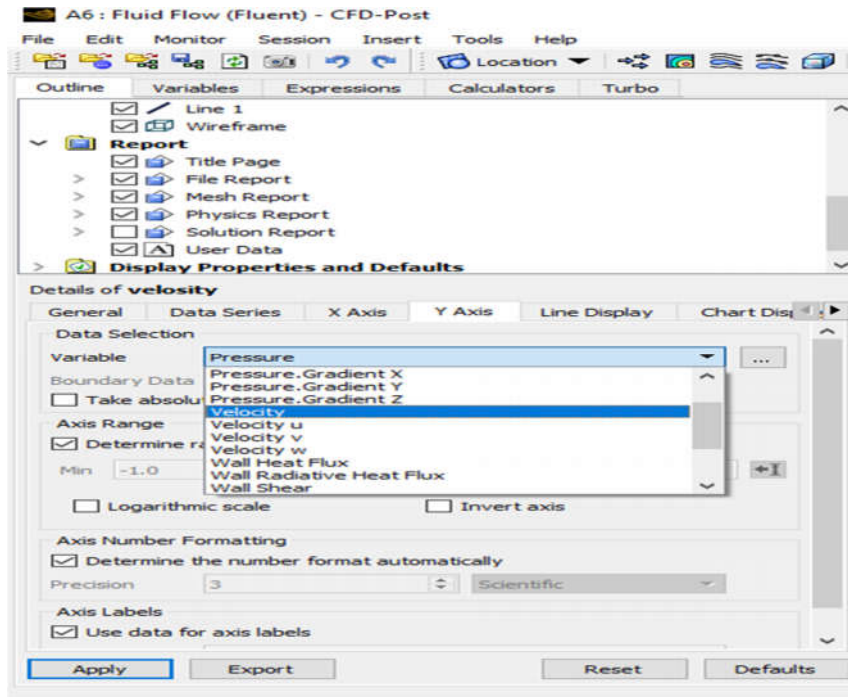 A6 : Fluid Flow (Fluent) - CFD-Post
File Edit Monitor Session Insert Tools Help
Location
Outline Variables Expressions Calculators Turbo
Line 1
Wireframe
Report
Title Page
File Report
Mesh Report
Physics Report
Solution Report
A User Data
Display Properties and Defaults
Details of velosity
General Data Series X Axis Y Axis Line Display Chart Disp
Data Selection
Variable Pressure ...
Pressure.Gradient X
Boundary Data Pressure.Gradient Y
Take absolu Pressure.Gradient Z
Velocity
Axis Range Velocity u
Velocity v
Determine ra Velocity w
Wall Heat Flux
Min -1.0 Wall Radiative Heat Flux
Wall Shear
Logarithmic scale Invert axis
Axis Number Formatting
Determine the number format automatically
Precision 3 Scientific
Axis Labels
Use data for axis labels
Apply Export Reset Defaults